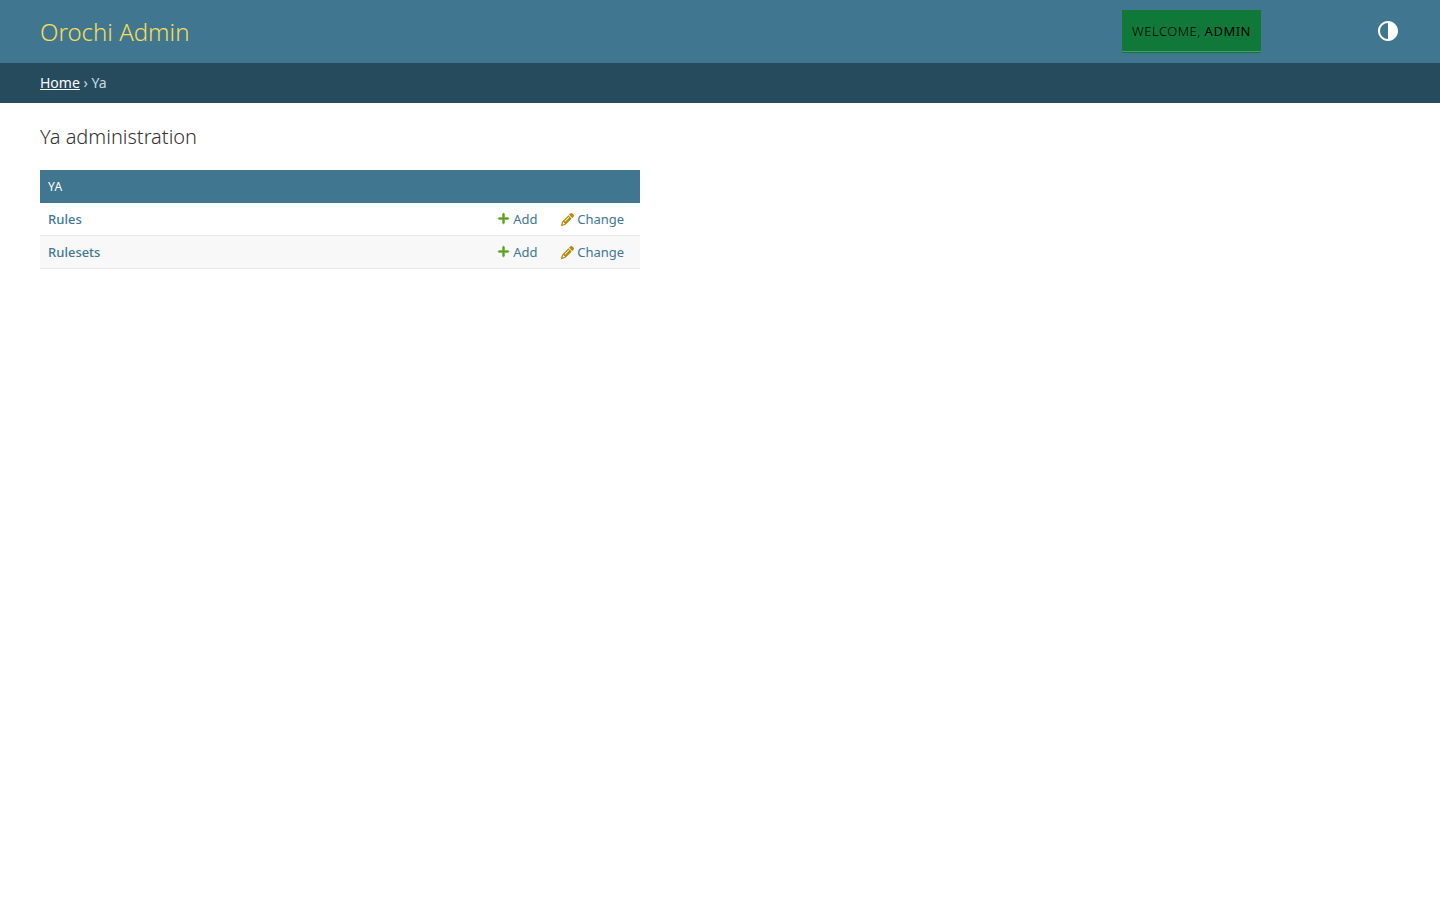 Orochi Admin
WELCOME, ADMIN
Home › Ya
Ya administration
YA
Rules Add Change
Rulesets Add Change